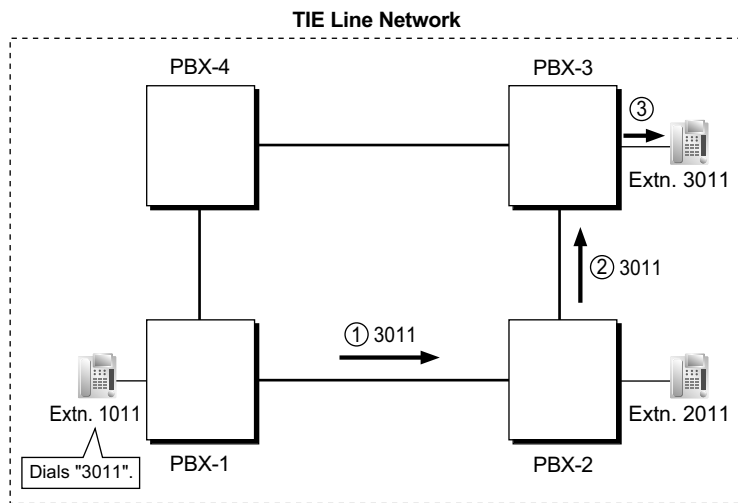 TIE Line Network
PBX-4
PBX-3
③
Extn. 3011
② 3011
① 3011
Extn. 1011
Extn. 2011
Dials "3011".
PBX-1
PBX-2